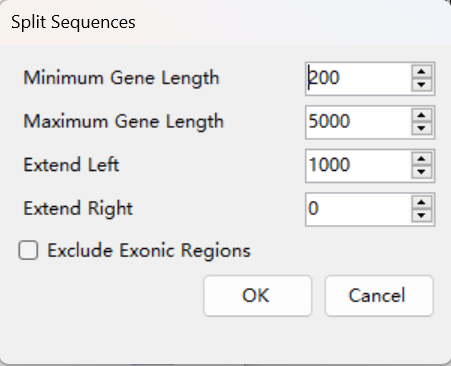 Split Sequences
Minimum Gene Length 200
Maximum Gene Length 5000
Extend Left 1000
Extend Right 0
Exclude Exonic Regions
OK Cancel